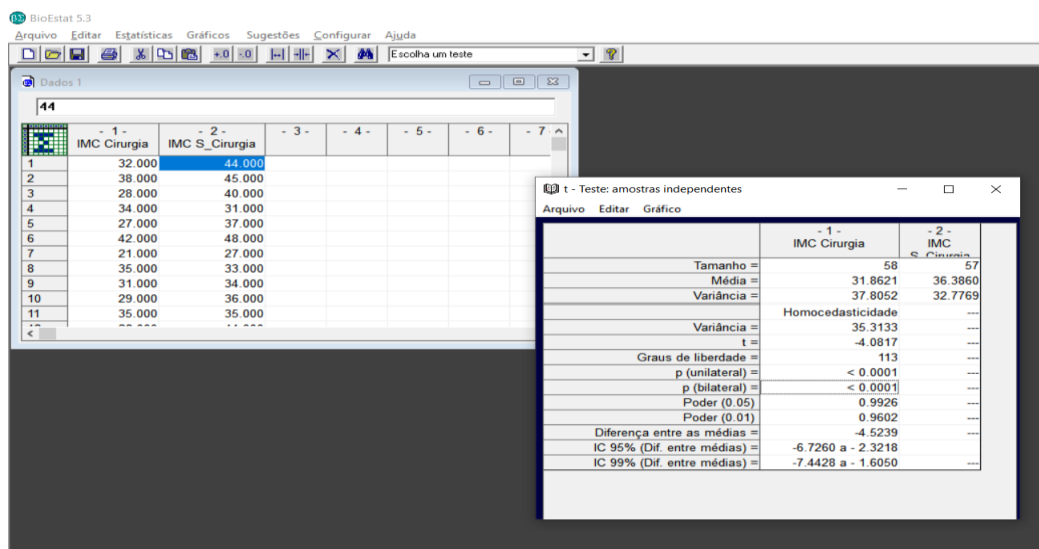 BioEstat 5.3
Arquivo Editar Estatísticas Gráficos Sugestões Configurar Ajuda
Escolha um teste
Dados 1
44
- 1 - - 2 - - 3 - - 4 - - 5 - - 6 - - 7
IMC Cirurgia IMC S_Cirurgia
1 32.000 44.000
2 38.000 45.000
3 28.000 40.000
4 34.000 31.000
5 27.000 37.000
6 42.000 48.000
7 21.000 27.000
8 35.000 33.000
9 31.000 34.000
10 29.000 36.000
11 35.000 35.000
t - Teste: amostras independentes
Arquivo Editar Gráfico
- 1 - - 2 -
IMC Cirurgia IMC
S_Cirurgia
Tamanho = 58 57
Média = 31.8621 36.3860
Variância = 37.8052 32.7769
Homocedasticidade ---
Variância = 35.3133 ---
t = -4.0817 ---
Graus de liberdade = 113 ---
p (unilateral) = < 0.0001 ---
p (bilateral) = < 0.0001 ---
Poder (0.05) 0.9926 ---
Poder (0.01) 0.9602 ---
Diferença entre as médias = -4.5239 ---
IC 95% (Dif. entre médias) = -6.7260 a - 2.3218
IC 99% (Dif. entre médias) = -7.4428 a - 1.6050 ---